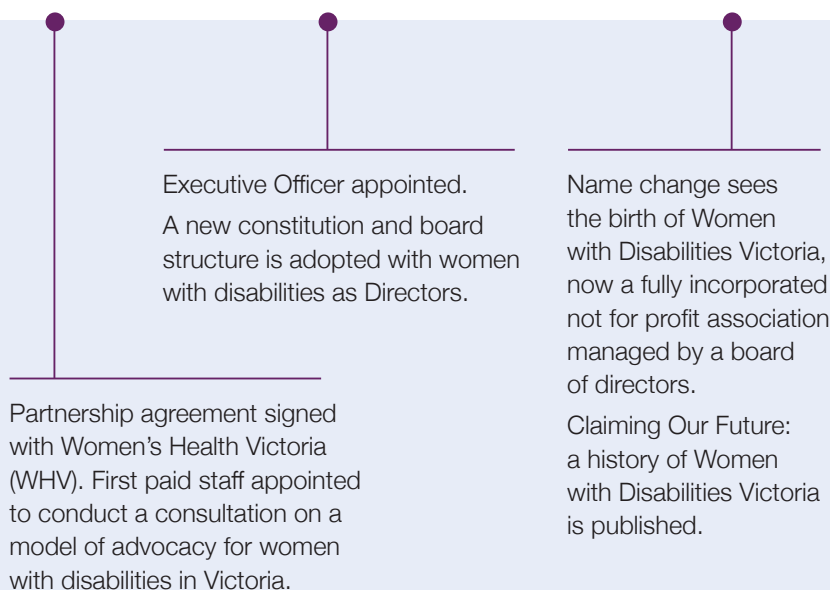 Executive Officer appointed.
A new constitution and board
structure is adopted with women
with disabilities as Directors.
Name change sees
the birth of Women
with Disabilities Victoria,
now a fully incorporated
not for profit association
managed by a board
of directors.
Claiming Our Future:
a history of Women
with Disabilities Victoria
is published.
Partnership agreement signed
with Women’s Health Victoria
(WHV). First paid staff appointed
to conduct a consultation on a
model of advocacy for women
with disabilities in Victoria.